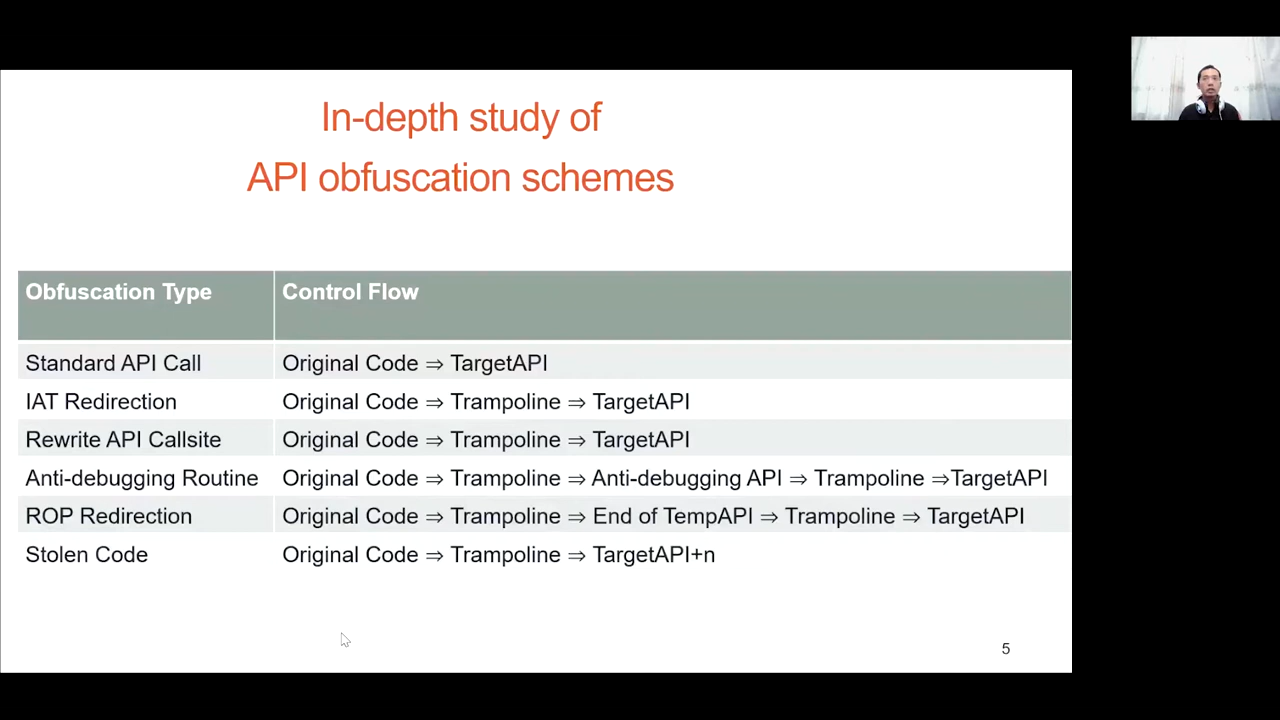 In-depth study of
API obfuscation schemes
Obfuscation Type Control Flow
Standard API Call Original Code ⇒ TargetAPI
IAT Redirection Original Code ⇒ Trampoline ⇒ TargetAPI
Rewrite API Callsite Original Code ⇒ Trampoline ⇒ TargetAPI
Anti-debugging Routine Original Code ⇒ Trampoline ⇒ Anti-debugging API ⇒ Trampoline ⇒TargetAPI
ROP Redirection Original Code ⇒ Trampoline ⇒ End of TempAPI ⇒ Trampoline ⇒ TargetAPI
Stolen Code Original Code ⇒ Trampoline ⇒ TargetAPI+n
5